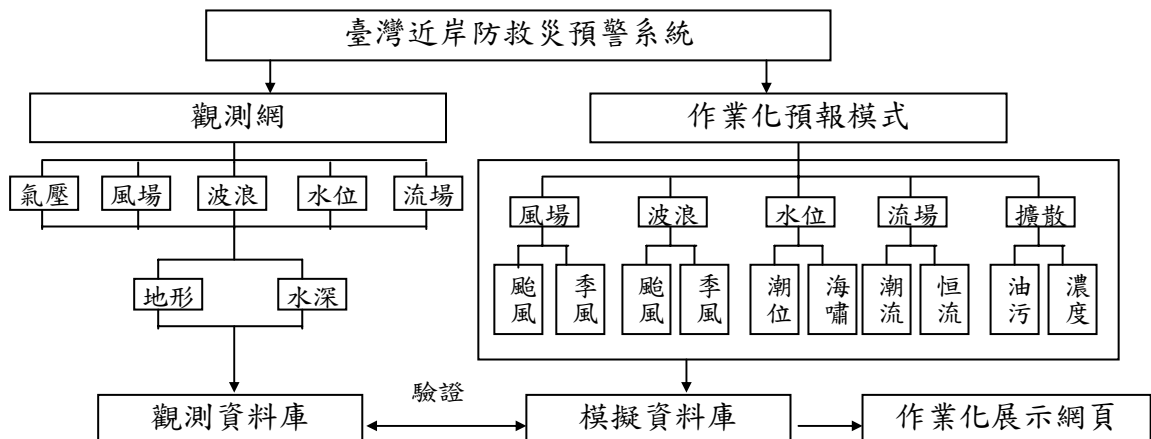 臺灣近岸防救災預警系統
觀測網
作業化預報模式
氣壓
風場
波浪
水位
流場
風場
波浪
水位
流場
擴散
地形
水深
颱風
季風
颱風
季風
潮位
海嘯
潮流
恒流
油污
濃度
驗證
觀測資料庫
模擬資料庫
作業化展示網頁